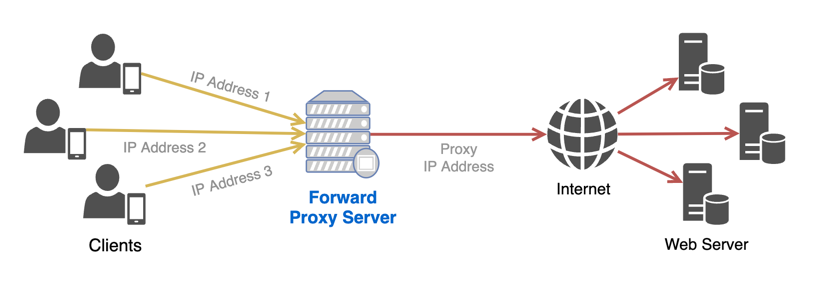 IP Address 1
IP Address 2
IP Address 3
Clients
Forward
Proxy Server
Proxy
IP Address
Internet
Web Server